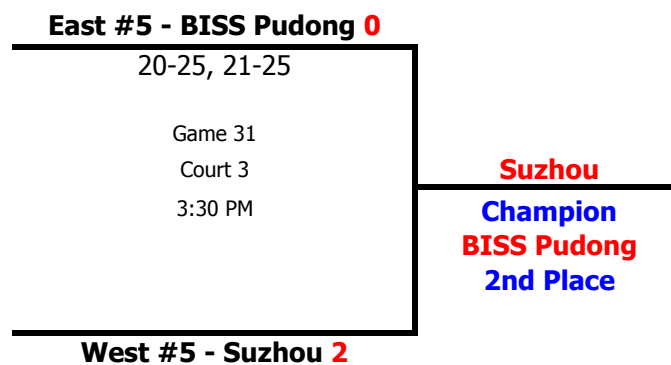 East #5 - BISS Pudong 0
20-25, 21-25
Game 31
Court 3
3:30 PM
Suzhou
Champion
BISS Pudong
2nd Place
West #5 - Suzhou 2